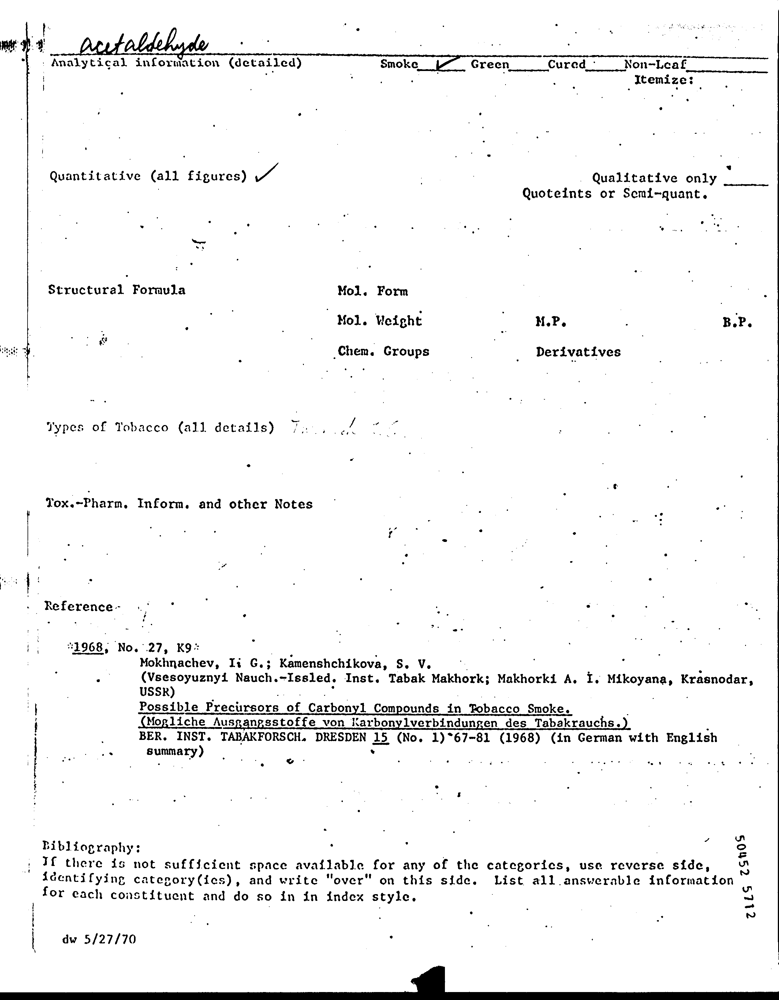 acetaldehyde
Analytical information (detailed) Smoke ✓ Green Cured Non-Leaf
Itemize:
Quantitative (all figures) ✓ Qualitative only
Quoteints or Semi-quant.
Structural Formula Mol. Form
Mol. Weight M.P. B.P.
Chem. Groups Derivatives
Types of Tobacco (all details)
Tox.-Pharm. Inform. and other Notes
Reference
1968, No. 27, K9
Mokhnachev, I. G.; Kamenshchikova, S. V.
(Vsesoyuznyi Nauch.-Issled. Inst. Tabak Makhork; Makhorki A. I. Mikoyana, Krasnodar,
USSR)
Possible Precursors of Carbonyl Compounds in Tobacco Smoke.
(Mogliche Ausgangsstoffe von Karbonylverbindungen des Tabakrauchs.)
BER. INST. TABAKFORSCH. DRESDEN 15 (No. 1) 67-81 (1968) (in German with English
summary)
Bibliography:
If there is not sufficient space available for any of the categories, use reverse side,
identifying category(ies), and write "over" on this side. List all answerable information
for each constituent and do so in in index style.
dw 5/27/70
50452 5712